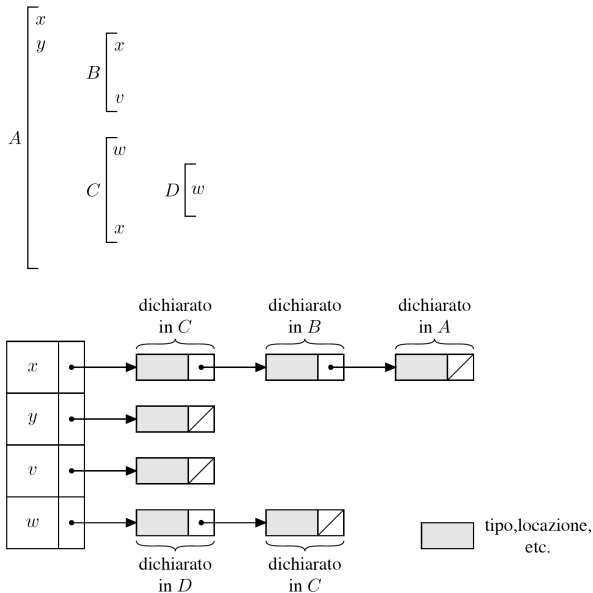 x
y
B
x
v
A
C
w
x
D
w
dichiarato
in C
dichiarato
in B
dichiarato
in A
x
y
v
w
dichiarato
in D
dichiarato
in C
tipo,locazione,
etc.